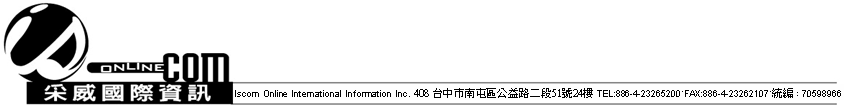 ONLINE COM
采威國際資訊
Iscom Online International Information Inc. 408 台中市南屯區公益路二段51號24樓 TEL:886-4-23265200‧FAX:886-4-23262107‧統編：70598966